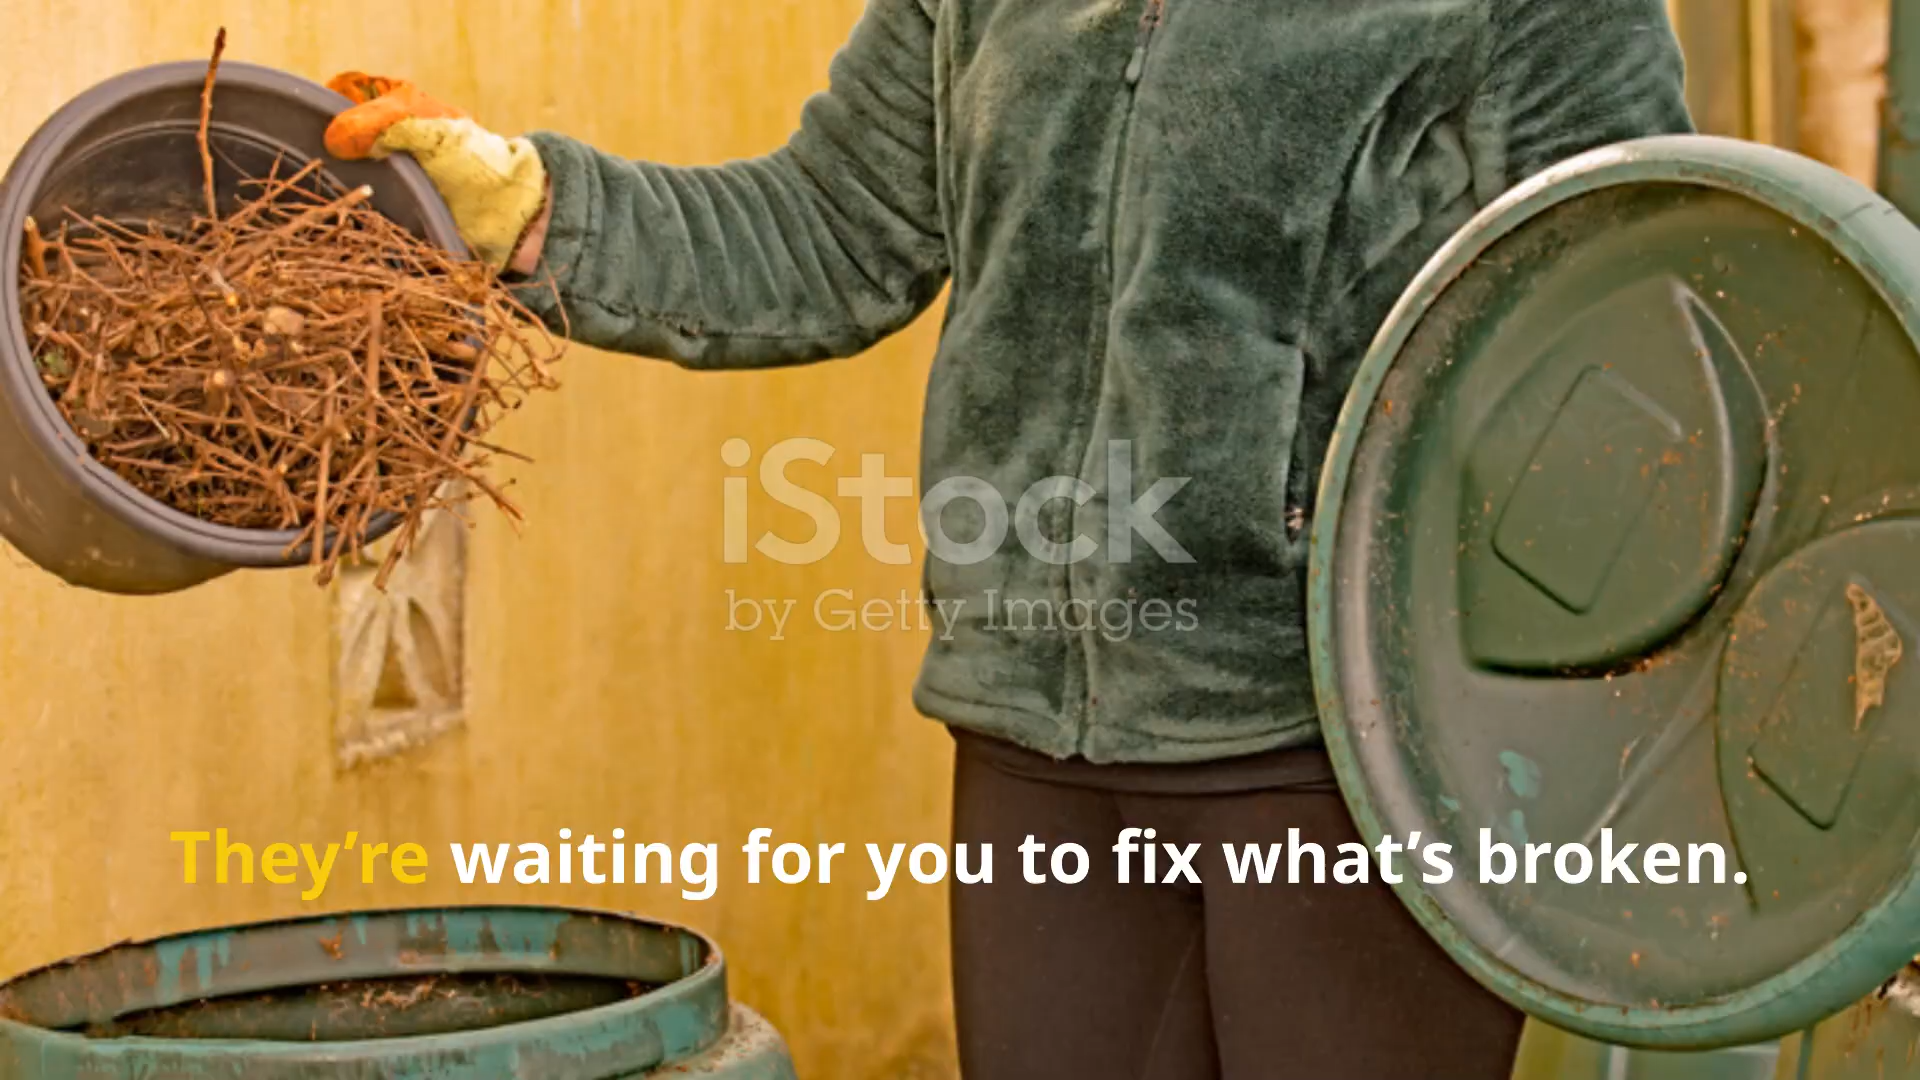 iStock
by Getty Images
They’re waiting for you to fix what’s broken.